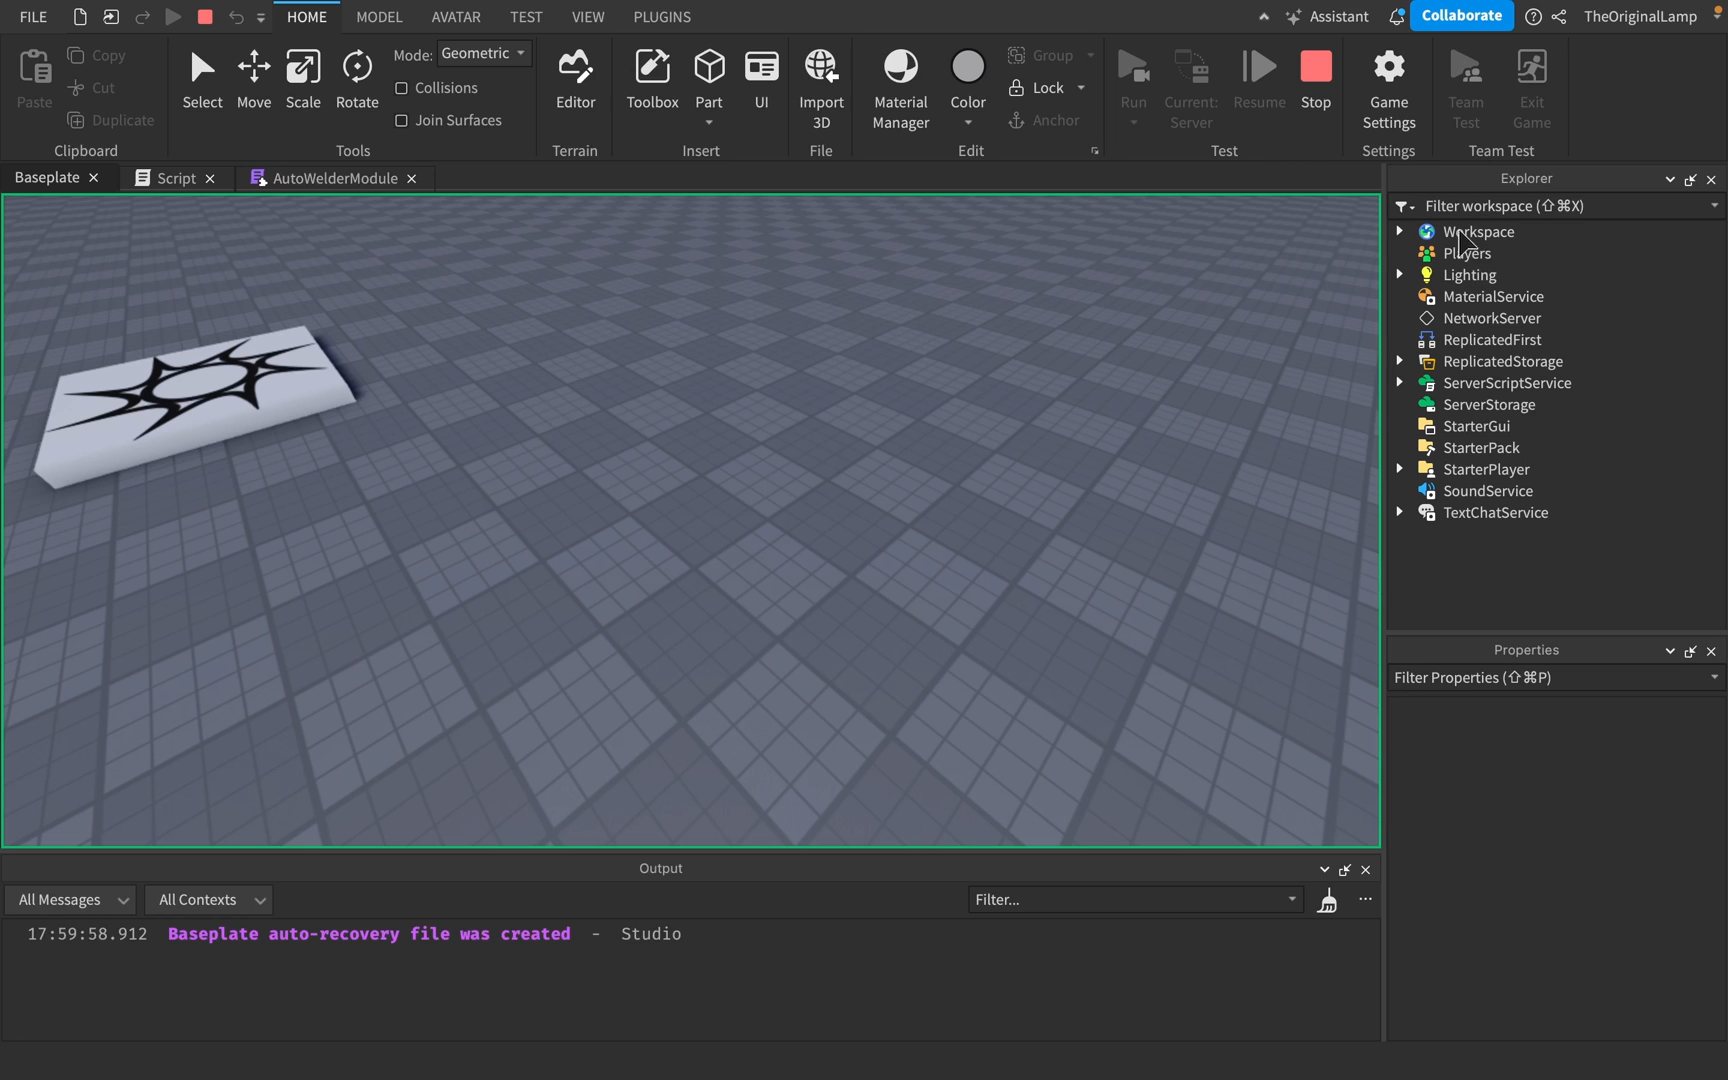 FILE HOME MODEL AVATAR TEST VIEW PLUGINS Assistant Collaborate TheOriginalLamp
Paste Copy Cut Duplicate Clipboard
Select Move Scale Rotate Mode: Geometric Collisions Join Surfaces Tools
Editor Terrain
Toolbox Part UI Insert
Import 3D File
Material Manager Color Group Lock Anchor Edit
Run Current: Server Resume Stop Test
Game Settings Settings
Team Test Exit Game Team Test
Baseplate Script AutoWelderModule
Explorer
Filter workspace (⇧⌘X)
Workspace
Players
Lighting
MaterialService
NetworkServer
ReplicatedFirst
ReplicatedStorage
ServerScriptService
ServerStorage
StarterGui
StarterPack
StarterPlayer
SoundService
TextChatService
Properties
Filter Properties (⇧⌘P)
Output
All Messages All Contexts Filter...
17:59:58.912 Baseplate auto-recovery file was created - Studio